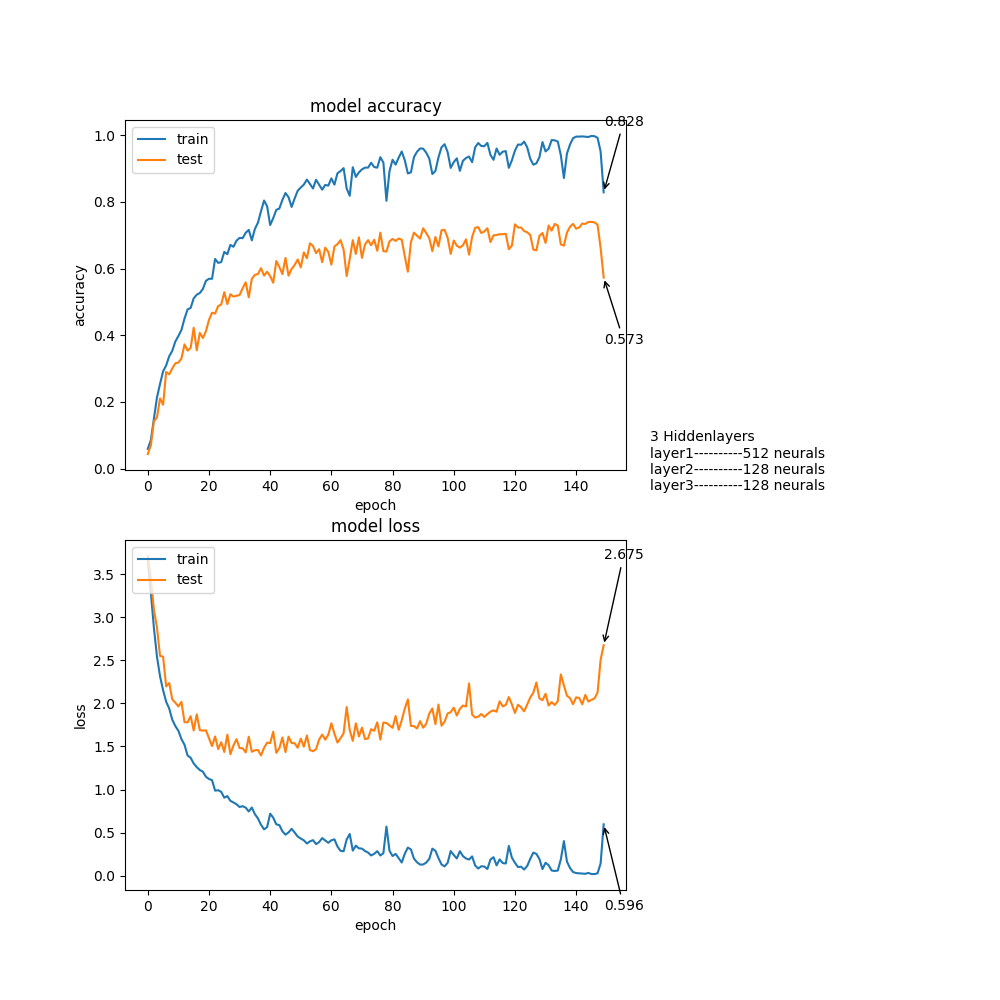 model accuracy
0.828
1.0
0.8
0.6
0.4
0.2
0.0
accuracy
train
test
0.573
0 20 40 60 80 100 120 140
epoch
3 Hiddenlayers
layer1----------512 neurals
layer2----------128 neurals
layer3----------128 neurals
model loss
2.675
3.5
3.0
2.5
2.0
1.5
1.0
0.5
0.0
loss
train
test
0.596
0 20 40 60 80 100 120 140
epoch